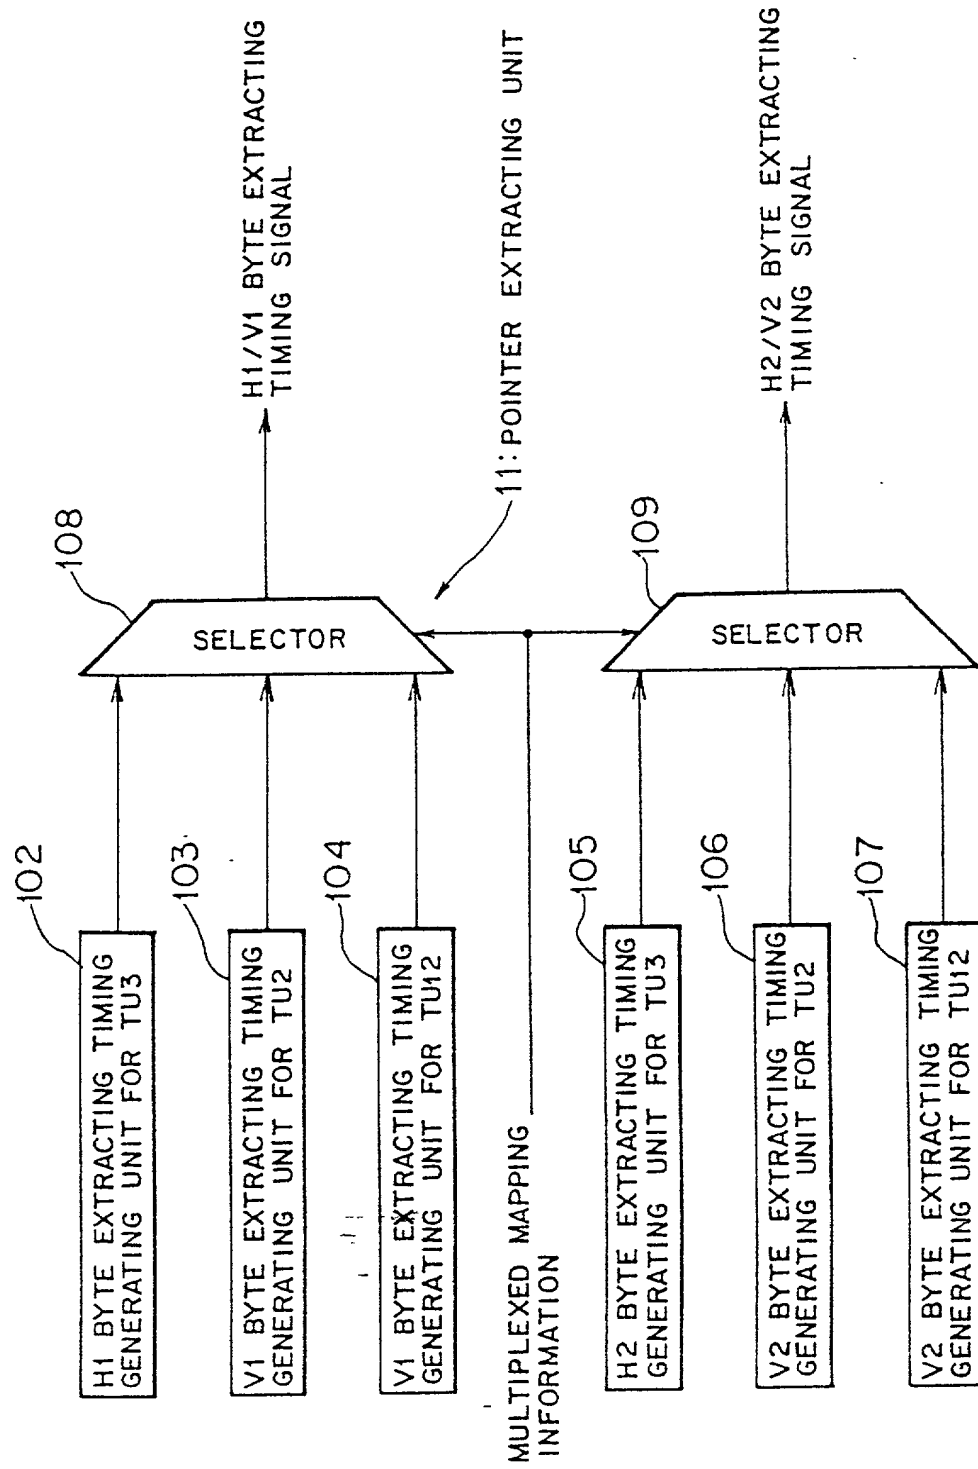 102
H1 BYTE EXTRACTING TIMING
GENERATING UNIT FOR TU3
103
V1 BYTE EXTRACTING TIMING
GENERATING UNIT FOR TU2
104
V1 BYTE EXTRACTING TIMING
GENERATING UNIT FOR TU12
108
SELECTOR
H1/V1 BYTE EXTRACTING
TIMING SIGNAL
11:POINTER EXTRACTING UNIT
MULTIPLEXED MAPPING
INFORMATION
105
H2 BYTE EXTRACTING TIMING
GENERATING UNIT FOR TU3
106
V2 BYTE EXTRACTING TIMING
GENERATING UNIT FOR TU2
107
V2 BYTE EXTRACTING TIMING
GENERATING UNIT FOR TU12
109
SELECTOR
H2/V2 BYTE EXTRACTING
TIMING SIGNAL